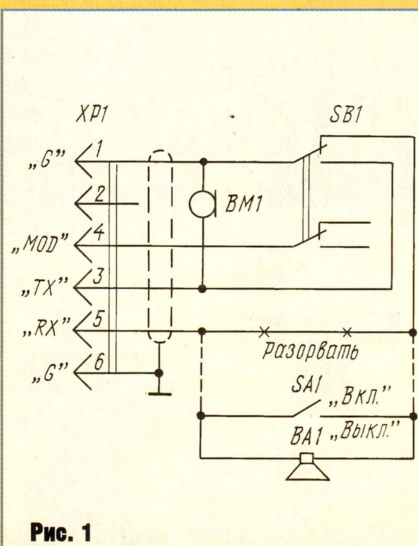 XP1
SB1
„G” 1
2
BM1
„MOD” 4
„TX” 3
„RX” 5
Разорвать
„G” 6
SA1 „Вкл.”
BA1 „Выкл.”
Рис. 1